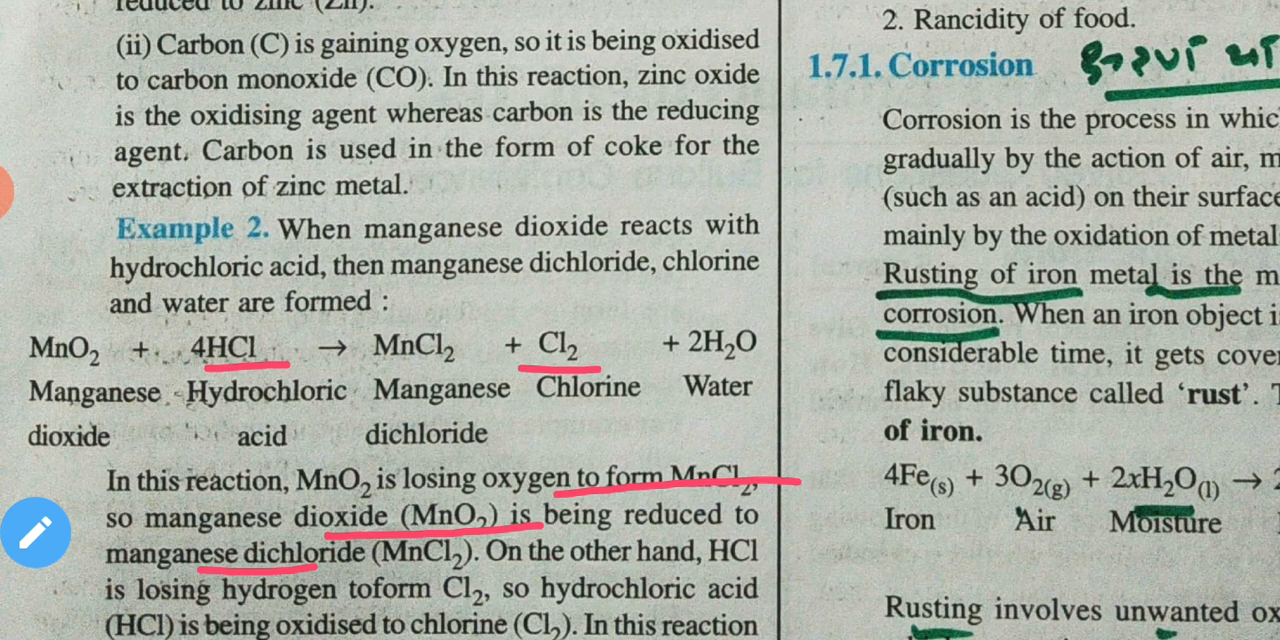 (ii) Carbon (C) is gaining oxygen, so it is being oxidised
to carbon monoxide (CO). In this reaction, zinc oxide
is the oxidising agent whereas carbon is the reducing
agent. Carbon is used in the form of coke for the
extraction of zinc metal.
Example 2. When manganese dioxide reacts with
hydrochloric acid, then manganese dichloride, chlorine
and water are formed :
MnO₂ + 4HCl → MnCl₂ + Cl₂ + 2H₂O
Manganese Hydrochloric Manganese Chlorine Water
dioxide acid dichloride
In this reaction, MnO₂ is losing oxygen to form MnCl₂,
so manganese dioxide (MnO₂) is being reduced to
manganese dichloride (MnCl₂). On the other hand, HCl
is losing hydrogen toform Cl₂, so hydrochloric acid
(HCl) is being oxidised to chlorine (Cl₂). In this reaction
2. Rancidity of food.
1.7.1. Corrosion
Corrosion is the process in whic
gradually by the action of air, m
(such as an acid) on their surface
mainly by the oxidation of metal
Rusting of iron metal is the m
corrosion. When an iron object i
considerable time, it gets cover
flaky substance called ‘rust’.
of iron.
4Fe(s) + 3O₂(g) + 2xH₂O(l) →
Iron Air Moisture
Rusting involves unwanted ox